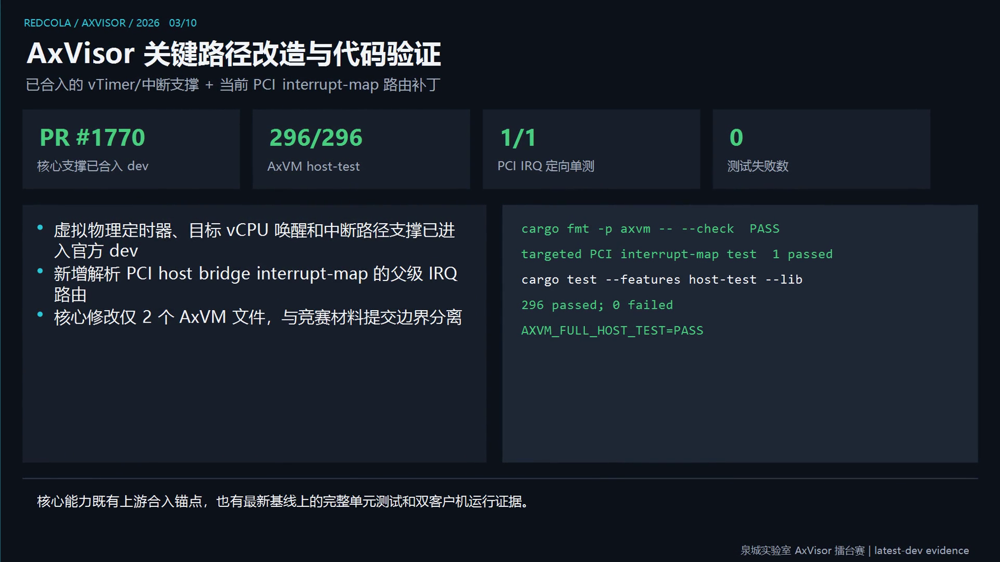 REDCOLA / AXVISOR / 2026 03/10
AxVisor 关键路径改造与代码验证
已合入的 vTimer/中断支撑 + 当前 PCI interrupt-map 路由补丁
PR #1770
核心支撑已合入 dev
296/296
AxVM host-test
1/1
PCI IRQ 定向单测
0
测试失败数
• 虚拟物理定时器、目标 vCPU 唤醒和中断路径支撑已进
入官方 dev
• 新增解析 PCI host bridge interrupt-map 的父级 IRQ
路由
• 核心修改仅 2 个 AxVM 文件，与竞赛材料提交边界分离
cargo fmt -p axvm -- --check PASS
targeted PCI interrupt-map test 1 passed
cargo test --features host-test --lib
296 passed; 0 failed
AXVM_FULL_HOST_TEST=PASS
核心能力既有上游合入锚点，也有最新基线上的完整单元测试和双客户机运行证据。
泉城实验室 AxVisor 擂台赛 | latest-dev evidence